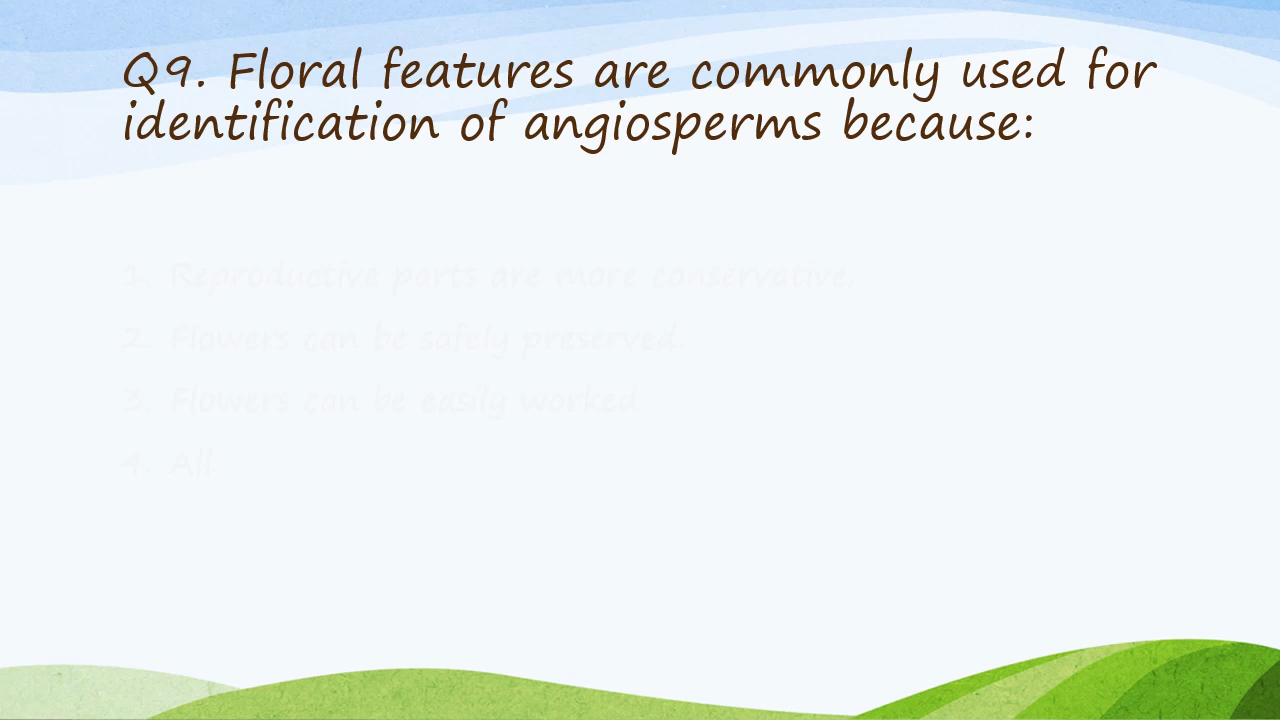 Q9. Floral features are commonly used for
identification of angiosperms because:
1. Reproductive parts are more conservative.
2. Flowers can be safely preserved.
3. Flowers can be easily worked
4. All